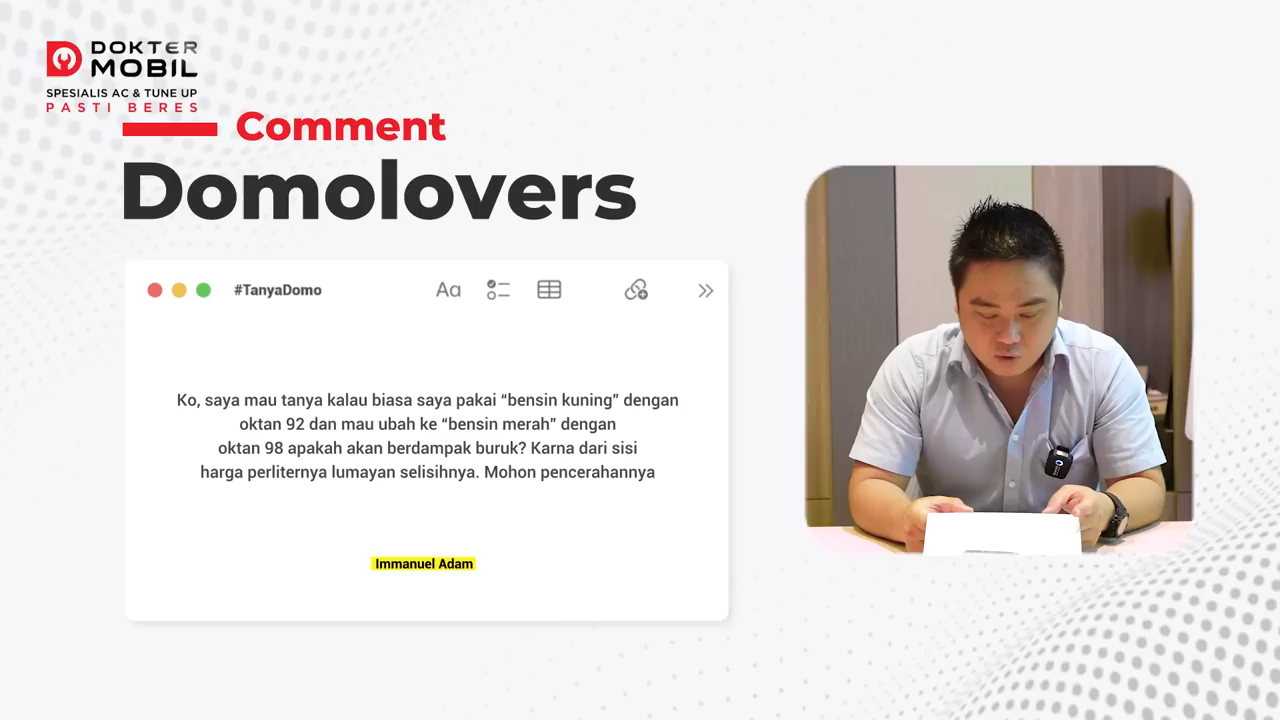 DOKTER
MOBIL
SPESIALIS AC & TUNE UP
PASTI BERES
Comment
Domolovers
#TanyaDomo
Aa
Ko, saya mau tanya kalau biasa saya pakai “bensin kuning” dengan
oktan 92 dan mau ubah ke “bensin merah” dengan
oktan 98 apakah akan berdampak buruk? Karna dari sisi
harga perliternya lumayan selisihnya. Mohon pencerahannya
Immanuel Adam